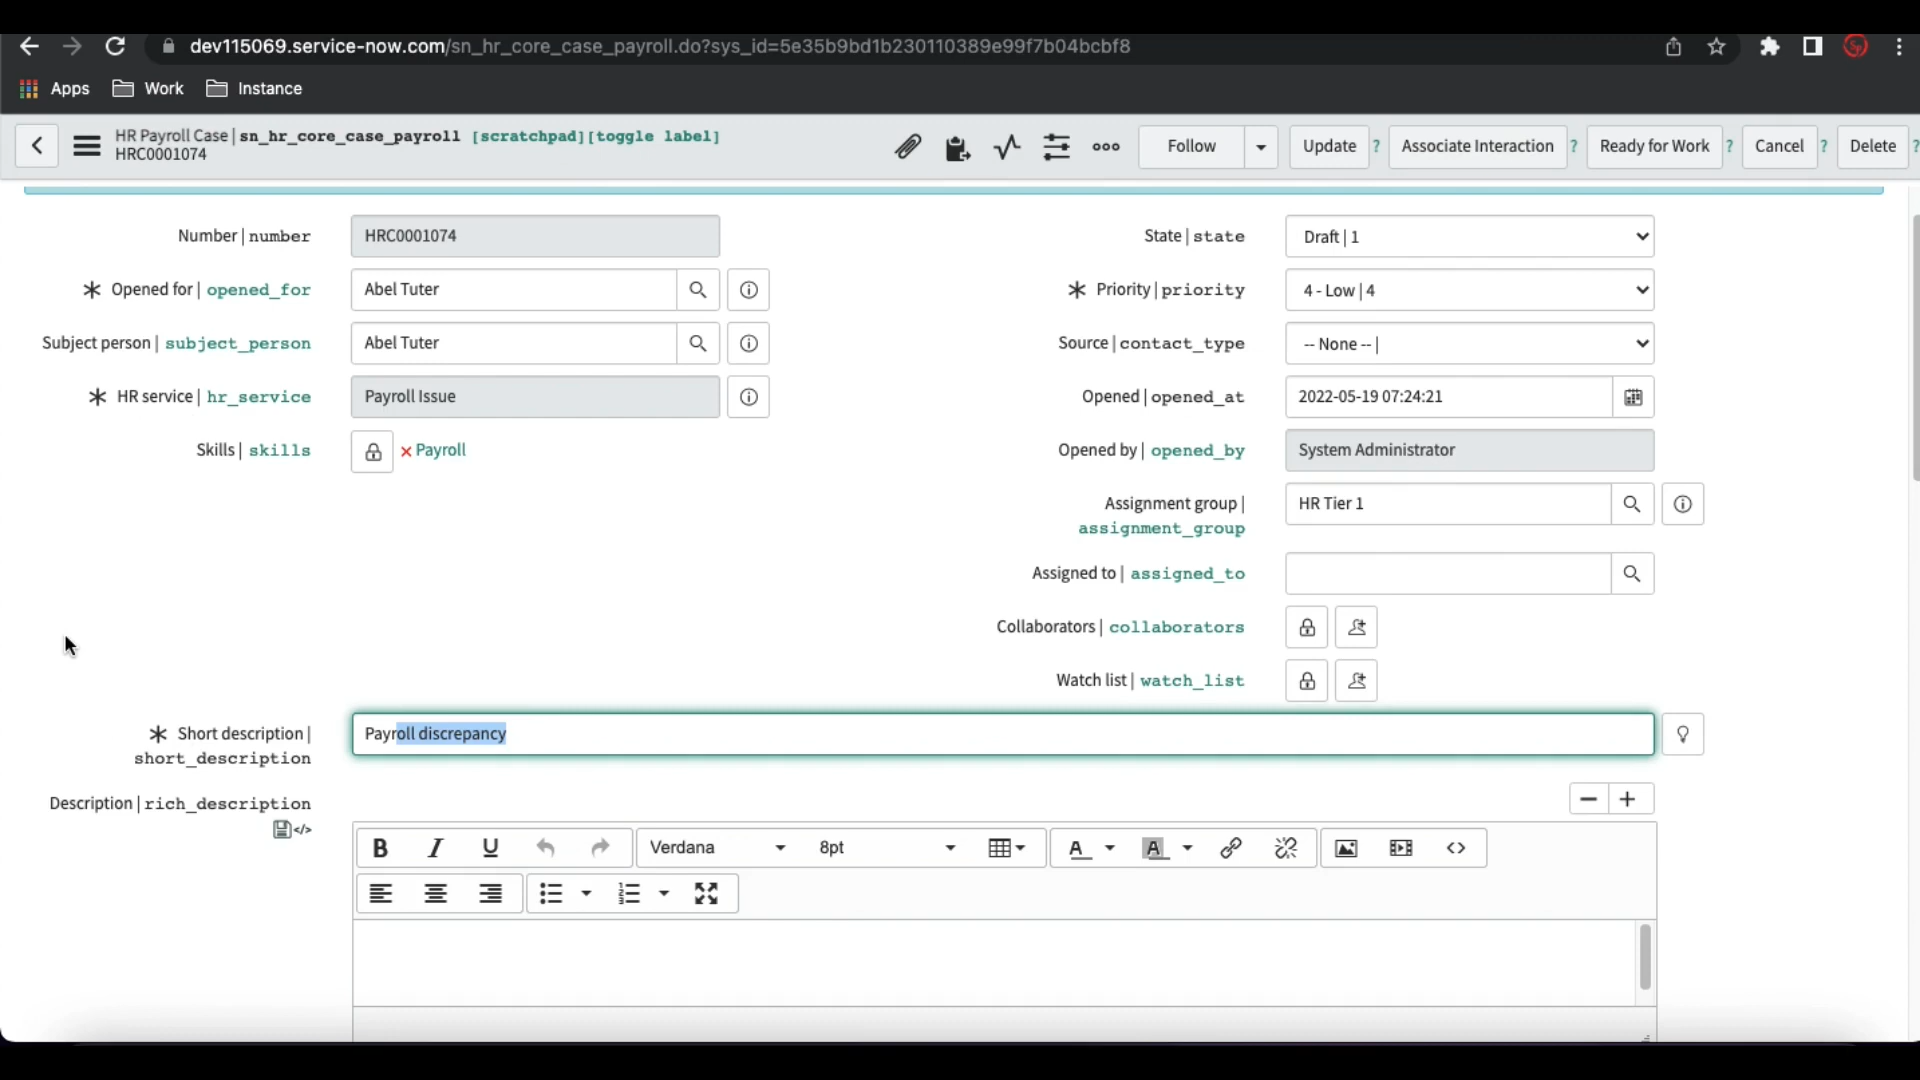 dev115069.service-now.com/sn_hr_core_case_payroll.do?sys_id=5e35b9bd1b230110389e99f7b04bcbf8
Apps Work Instance
HR Payroll Case | sn_hr_core_case_payroll [scratchpad][toggle label]
HRC0001074
Follow Update ? Associate Interaction ? Ready for Work ? Cancel ? Delete ?
Number | number HRC0001074
State | state Draft | 1
* Opened for | opened_for Abel Tuter
* Priority | priority 4 - Low | 4
Subject person | subject_person Abel Tuter
Source | contact_type -- None -- |
* HR service | hr_service Payroll Issue
Opened | opened_at 2022-05-19 07:24:21
Skills | skills × Payroll
Opened by | opened_by System Administrator
Assignment group |
assignment_group
HR Tier 1
Assigned to | assigned_to
Collaborators | collaborators
Watch list | watch_list
* Short description |
short_description
Payroll discrepancy
Description | rich_description
</>
B I U Verdana 8pt A A <>